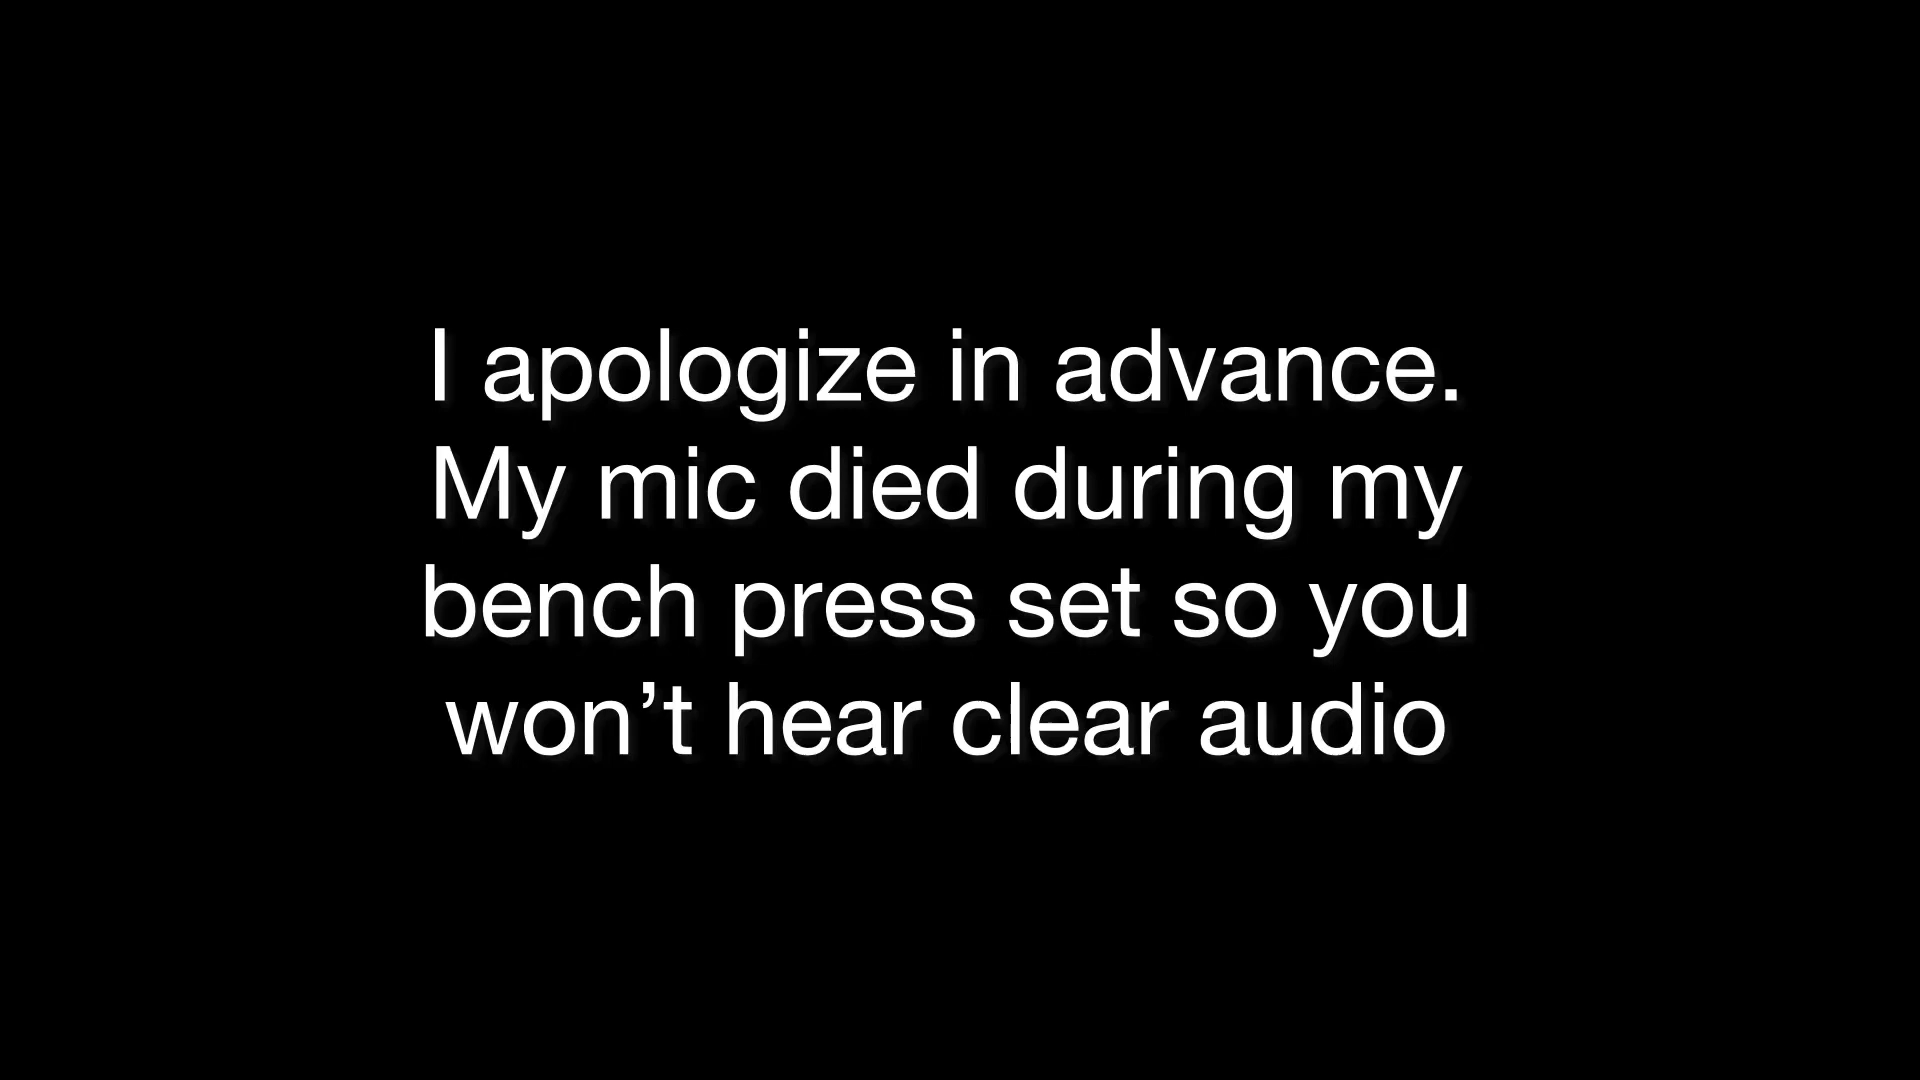 I apologize in advance.
My mic died during my
bench press set so you
won’t hear clear audio